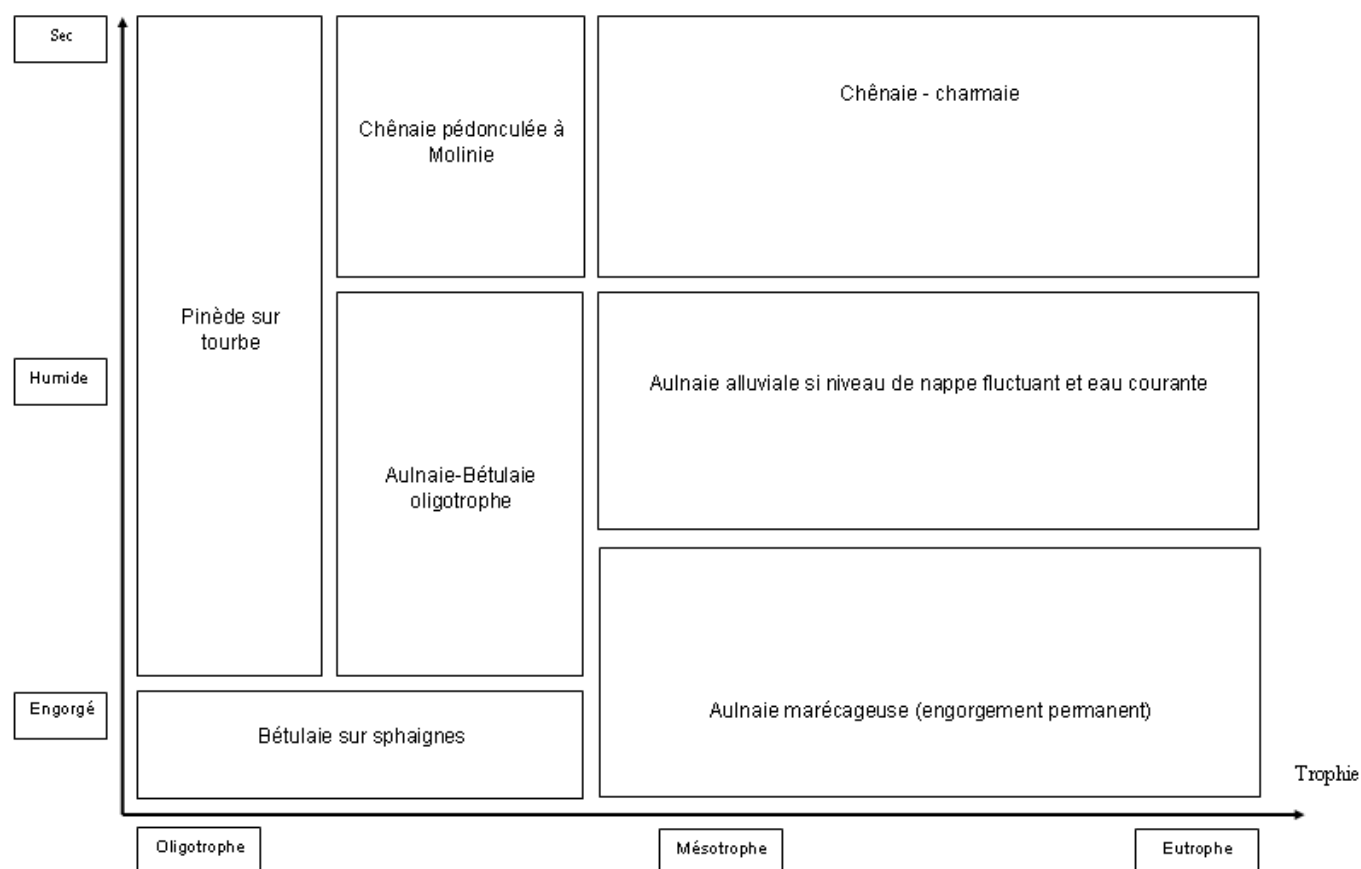 Sec
Chênaie - charmaie
Chênaie pédonculée à
Molinie
Pinède sur
tourbe
Humide
Aulnaie alluviale si niveau de nappe fluctuant et eau courante
Aulnaie-Bétulaie
oligotrophe
Engorgé
Aulnaie marécageuse (engorgement permanent)
Bétulaie sur sphaignes
Trophie
Oligotrophe
Mésotrophe
Eutrophe